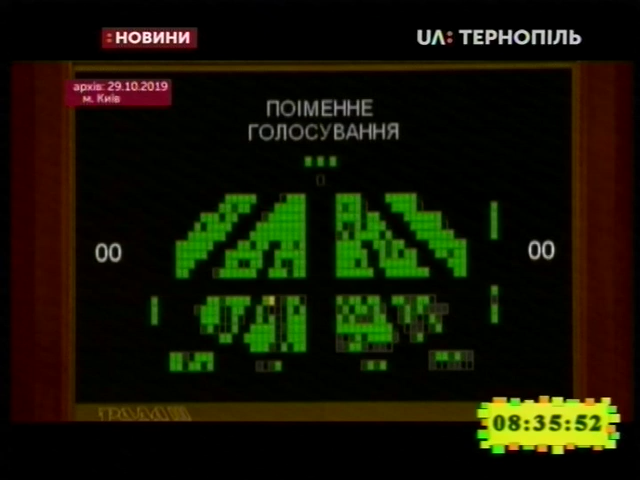 :НОВИНИ
UA: ТЕРНОПІЛЬ
архів: 29.10.2019
м. Київ
ПОІМЕННЕ
ГОЛОСУВАННЯ
00
00
08:35:52